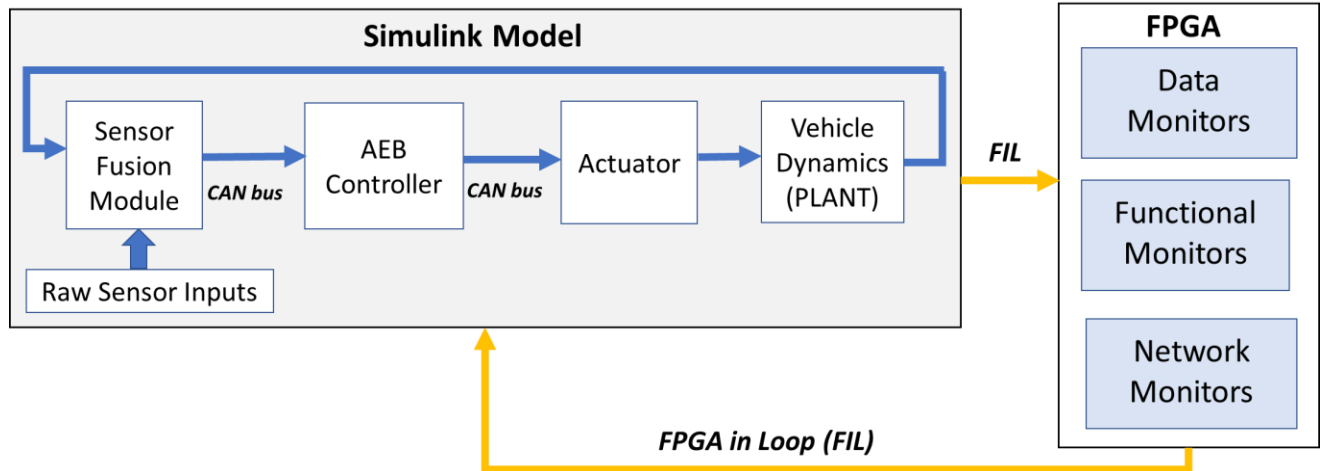 Simulink Model
Sensor
Fusion
Module
CAN bus
AEB
Controller
CAN bus
Actuator
Vehicle
Dynamics
(PLANT)
Raw Sensor Inputs
FIL
FPGA
Data
Monitors
Functional
Monitors
Network
Monitors
FPGA in Loop (FIL)